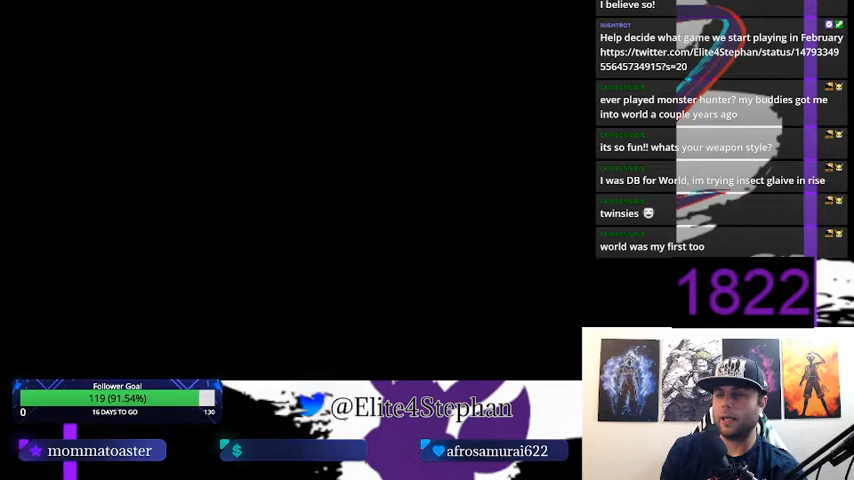 I believe so!
NIGHTBOT
Help decide what game we start playing in February
https://twitter.com/Elite4Stephan/status/14793349
55645734915?s=20
ever played monster hunter? my buddies got me
into world a couple years ago
its so fun!! whats your weapon style?
I was DB for World, im trying insect glaive in rise
twinsies
world was my first too
1822
Follower Goal
119 (91.54%)
0
16 DAYS TO GO
130
@Elite4Stephan
mommatoaster
$
afrosamurai622